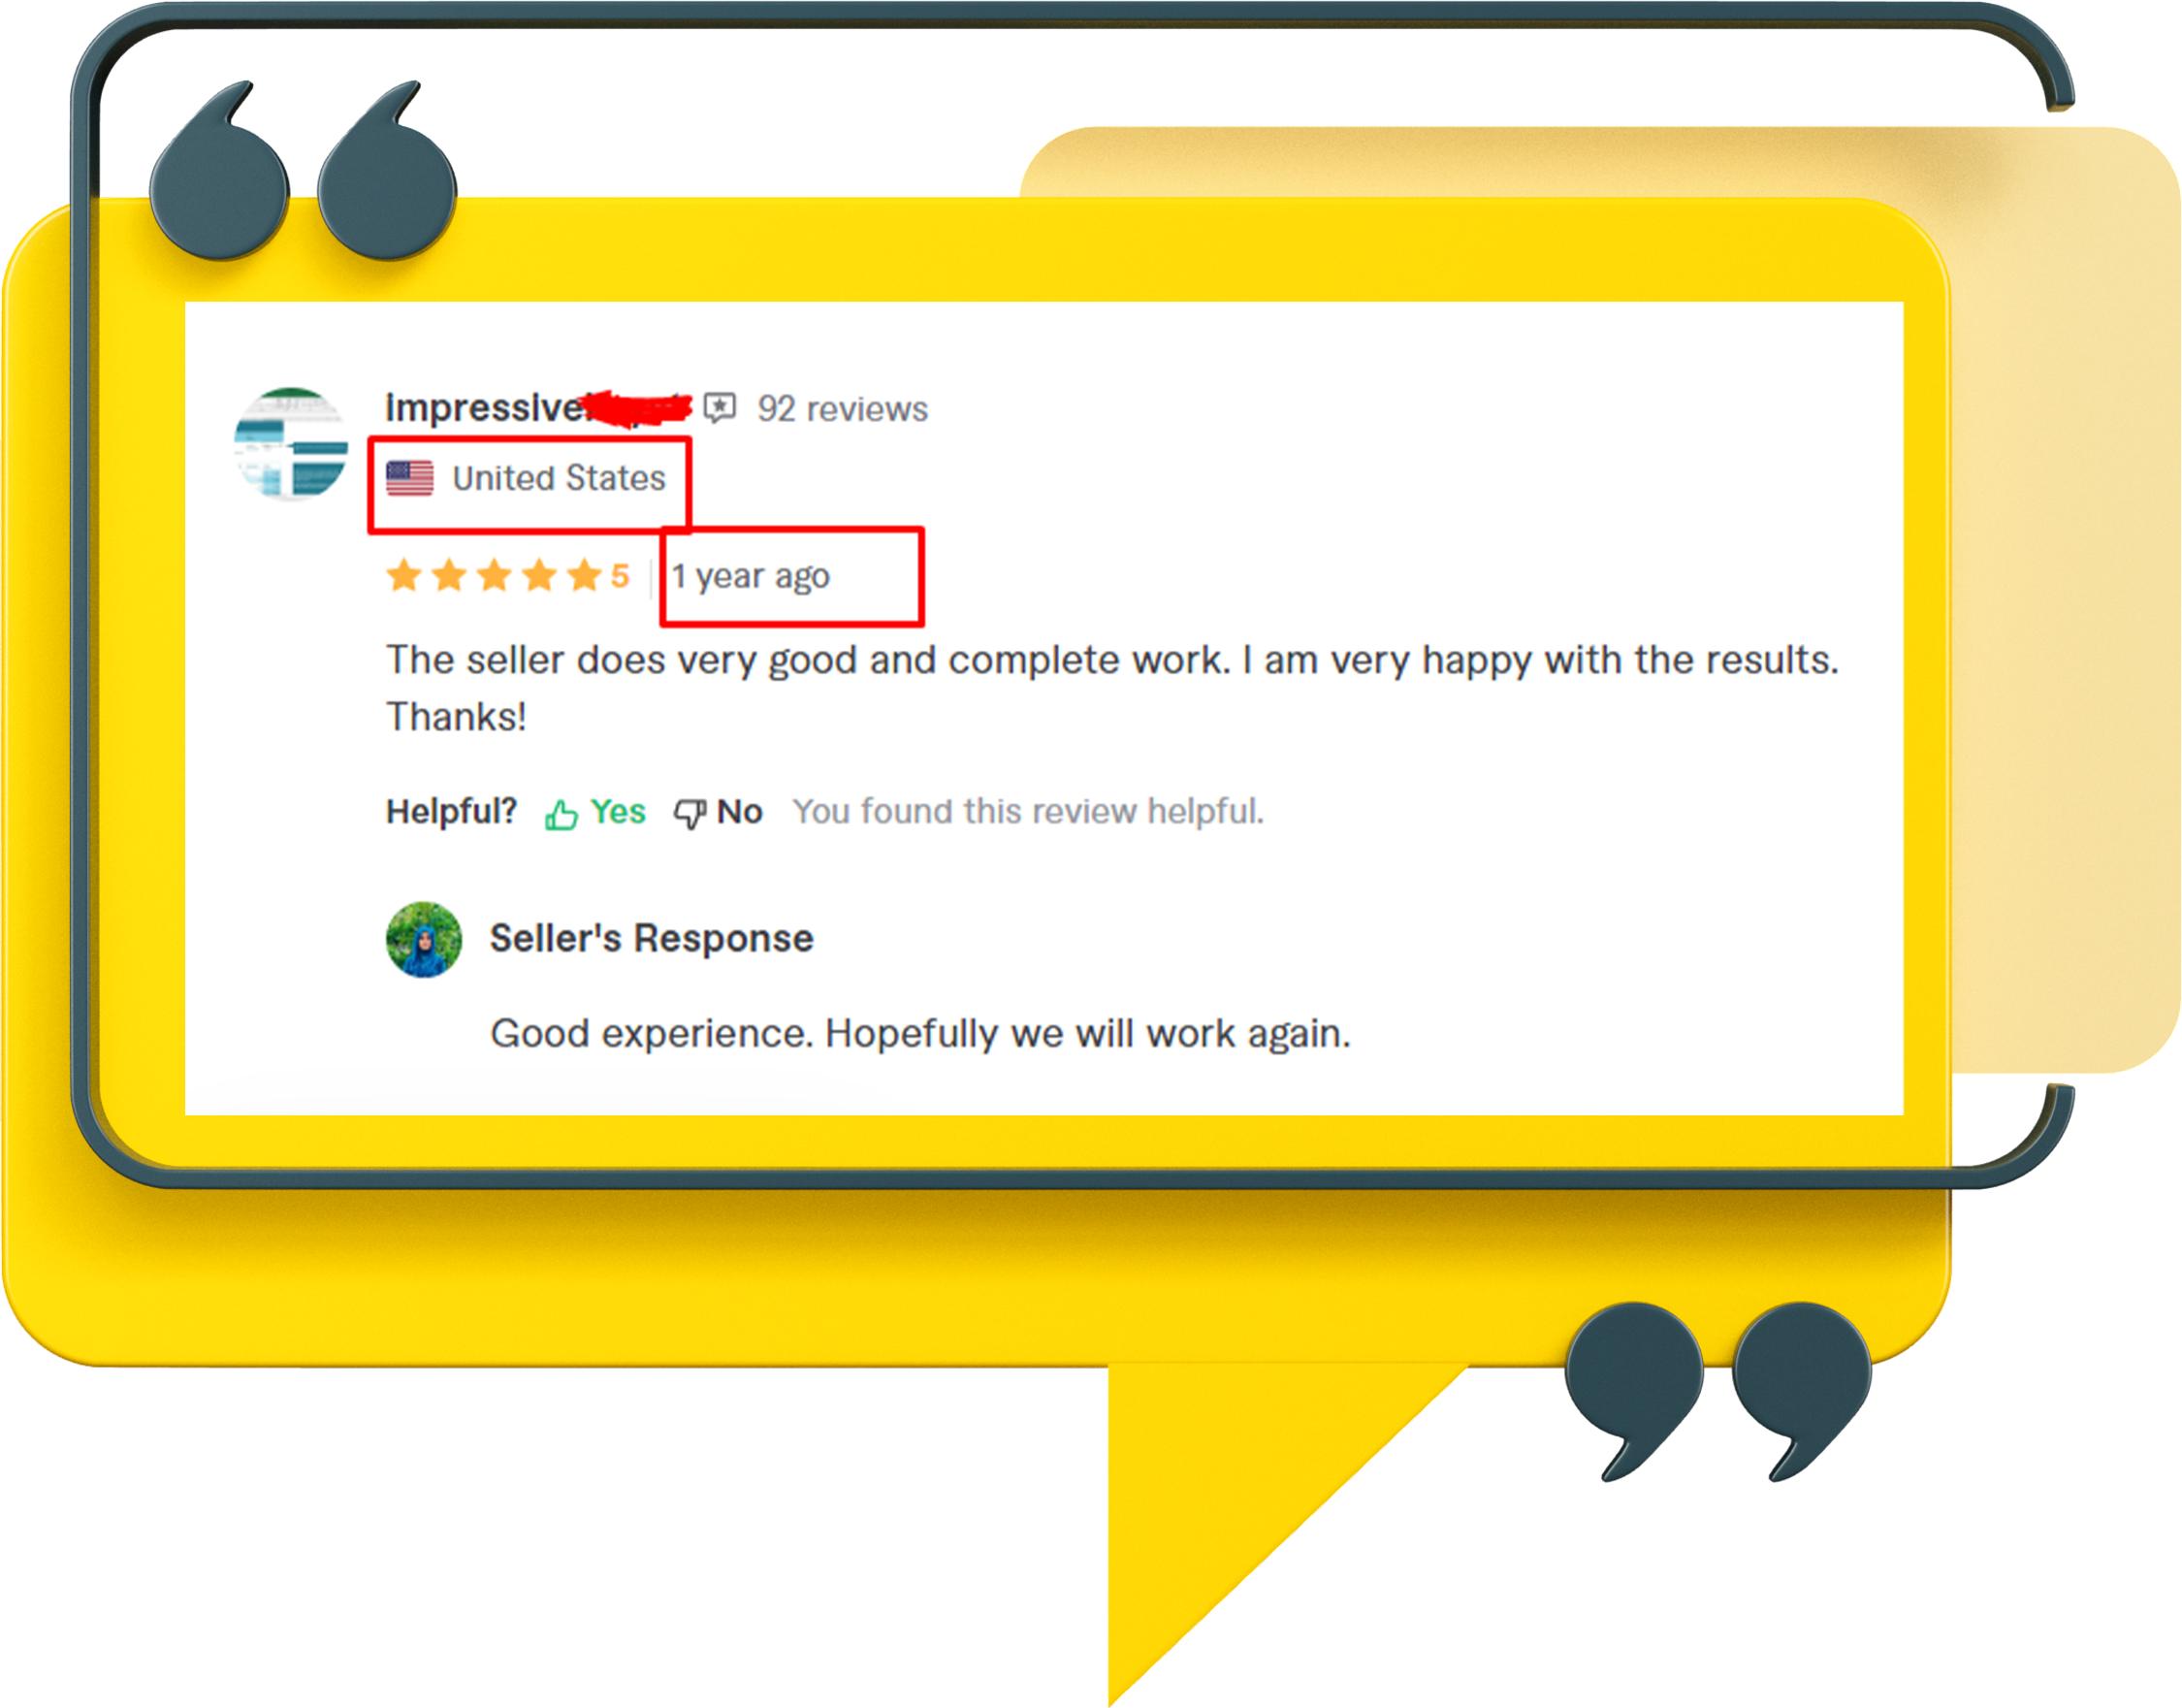 92 reviews
United States
5 1 year ago
The seller does very good and complete work. I am very happy with the results.
Thanks!
Helpful? Yes No You found this review helpful.
Seller's Response
Good experience. Hopefully we will work again.